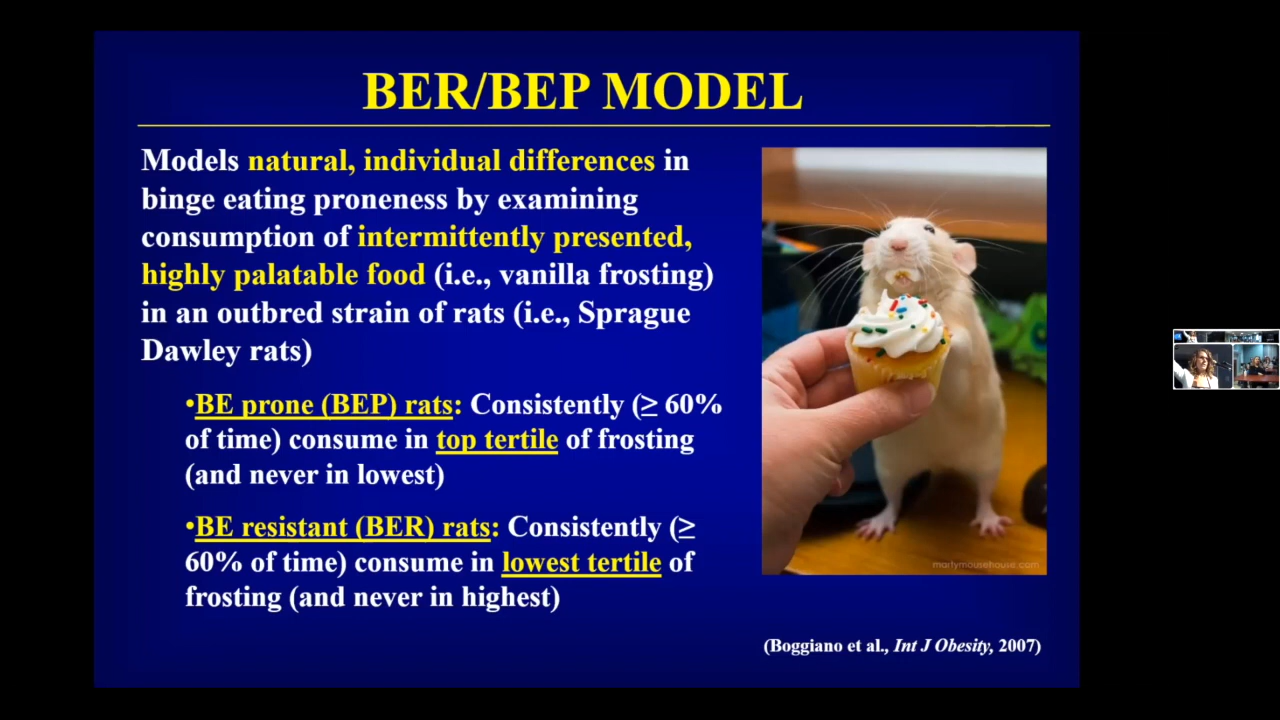 BER/BEP MODEL
Models natural, individual differences in
binge eating proneness by examining
consumption of intermittently presented,
highly palatable food (i.e., vanilla frosting)
in an outbred strain of rats (i.e., Sprague
Dawley rats)
•BE prone (BEP) rats: Consistently (≥ 60%
of time) consume in top tertile of frosting
(and never in lowest)
•BE resistant (BER) rats: Consistently (≥
60% of time) consume in lowest tertile of
frosting (and never in highest)
martymousehouse.com
(Boggiano et al., Int J Obesity, 2007)